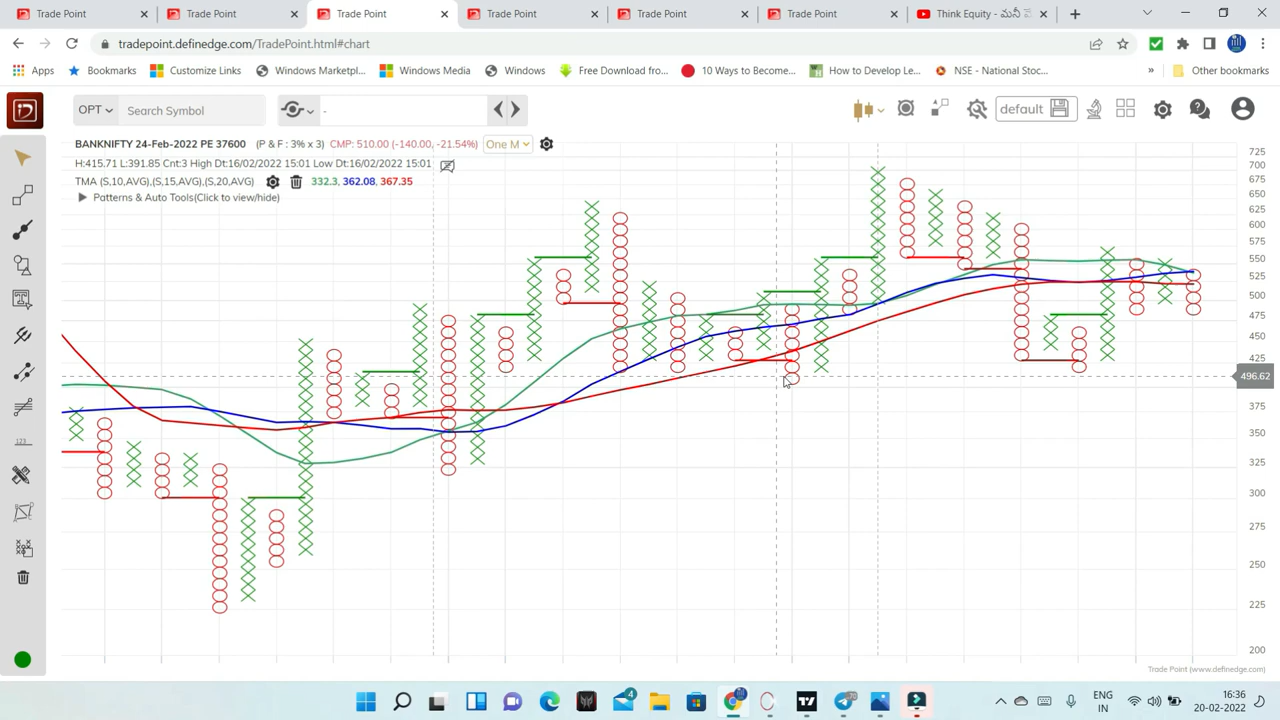 Trade Point
Trade Point
Trade Point
Trade Point
Trade Point
Trade Point
Think Equity - మనీ
tradepoint.definedge.com/TradePoint.html#chart
Apps
Bookmarks
Customize Links
Windows Marketpl...
Windows Media
Windows
Free Download fro...
10 Ways to Become...
How to Develop Le...
NSE - National Stoc...
»
Other bookmarks
OPT
Search Symbol
-
default
BANKNIFTY 24-Feb-2022 PE 37600 (P & F : 3% x 3) CMP: 510.00 (-140.00, -21.54%) One M
H:415.71 L:391.85 Cnt:3 High Dt:16/02/2022 15:01 Low Dt:16/02/2022 15:01
TMA (S,10,AVG),(S,15,AVG),(S,20,AVG) 332.3, 362.08, 367.35
Patterns & Auto Tools(Click to view/hide)
725
700
675
650
625
600
575
550
525
500
475
450
425
496.62
375
350
325
300
275
250
225
200
123
Trade Point (www.definedge.com)
4
20
ENG
IN
16:36
20-02-2022